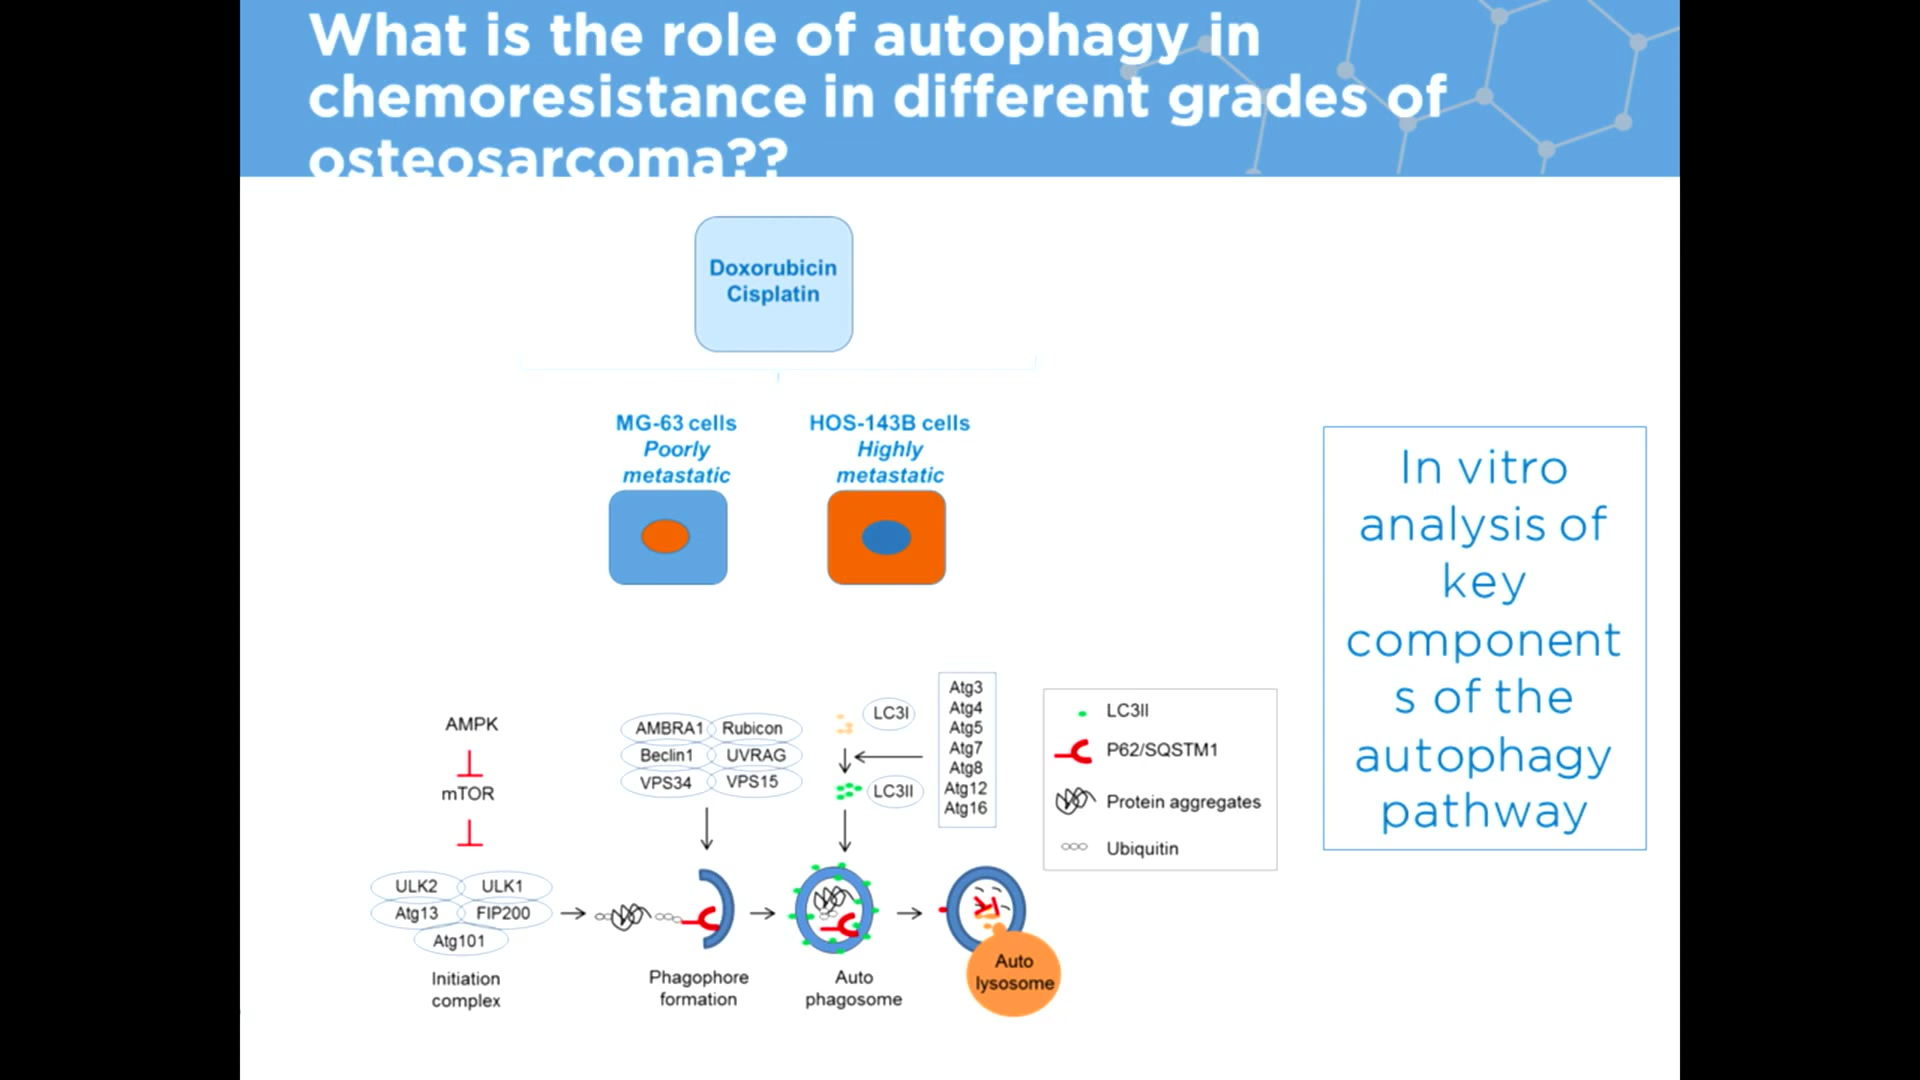 What is the role of autophagy in
chemoresistance in different grades of
osteosarcoma??
Doxorubicin
Cisplatin
MG-63 cells
Poorly
metastatic
HOS-143B cells
Highly
metastatic
In vitro
analysis of
key
component
s of the
autophagy
pathway
AMPK
mTOR
ULK2
ULK1
Atg13
FIP200
Atg101
Initiation
complex
AMBRA1
Rubicon
Beclin1
UVRAG
VPS34
VPS15
Phagophore
formation
LC3I
LC3II
Atg3
Atg4
Atg5
Atg7
Atg8
Atg12
Atg16
Auto
phagosome
Auto
lysosome
LC3II
P62/SQSTM1
Protein aggregates
Ubiquitin